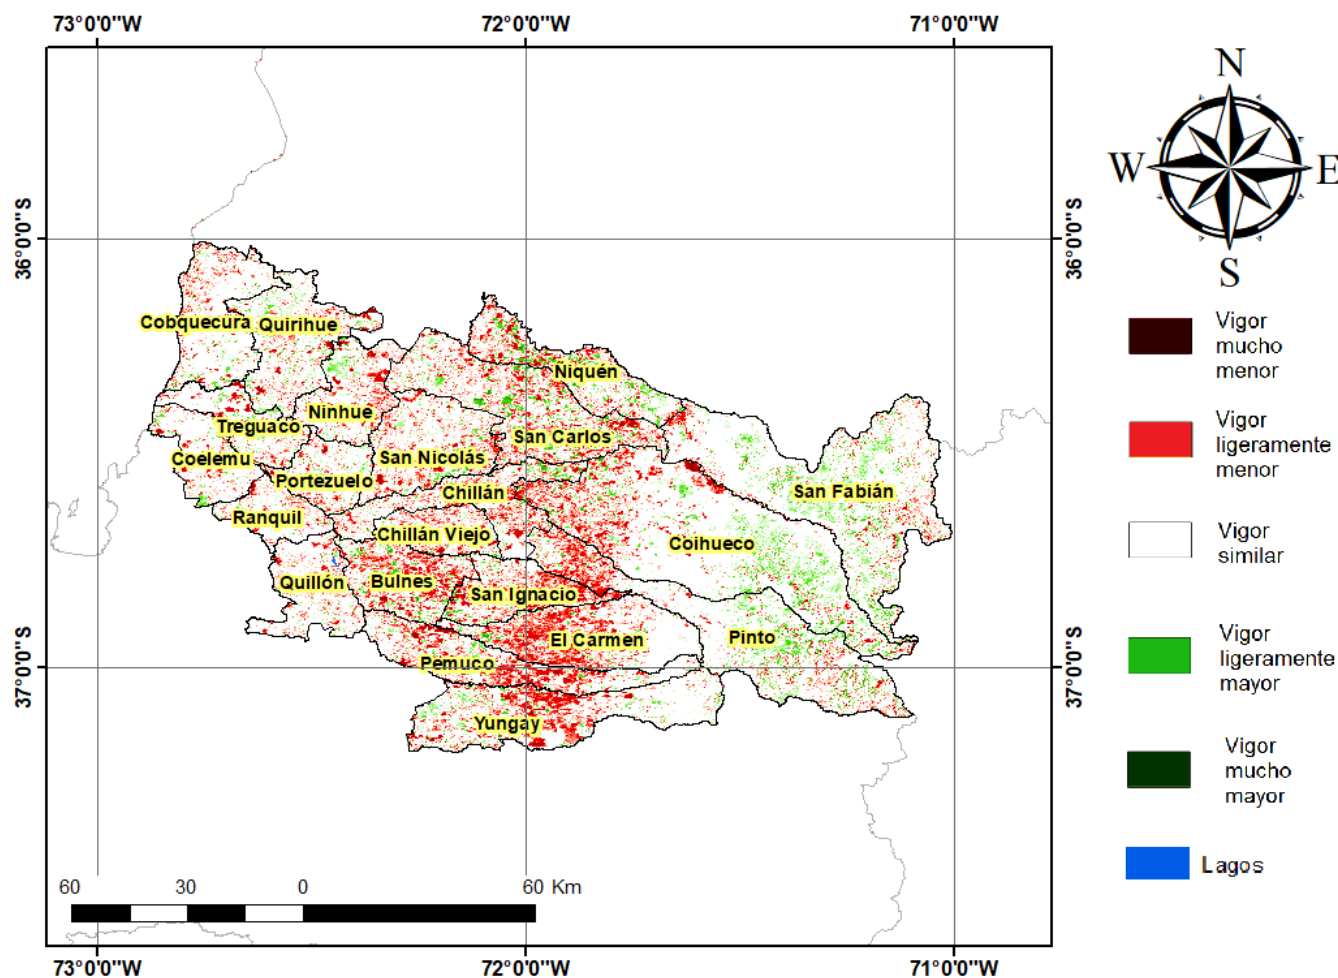 73°0'0"W
72°0'0"W
71°0'0"W
N
W
E
S
36°0'0"S
36°0'0"S
Cobquecura
Quirihue
Niquén
Ninhue
Treguaco
San Carlos
Coelemu
San Nicolás
Portezuelo
Chillán
San Fabián
Ranquil
Chillán Viejo
Coihueco
Quillón
Bulnes
San Ignacio
El Carmen
Pinto
Pemuco
Yungay
37°0'0"S
37°0'0"S
Vigor
mucho
menor
Vigor
ligeramente
menor
Vigor
similar
Vigor
ligeramente
mayor
Vigor
mucho
mayor
Lagos
60
30
0
60 Km
73°0'0"W
72°0'0"W
71°0'0"W